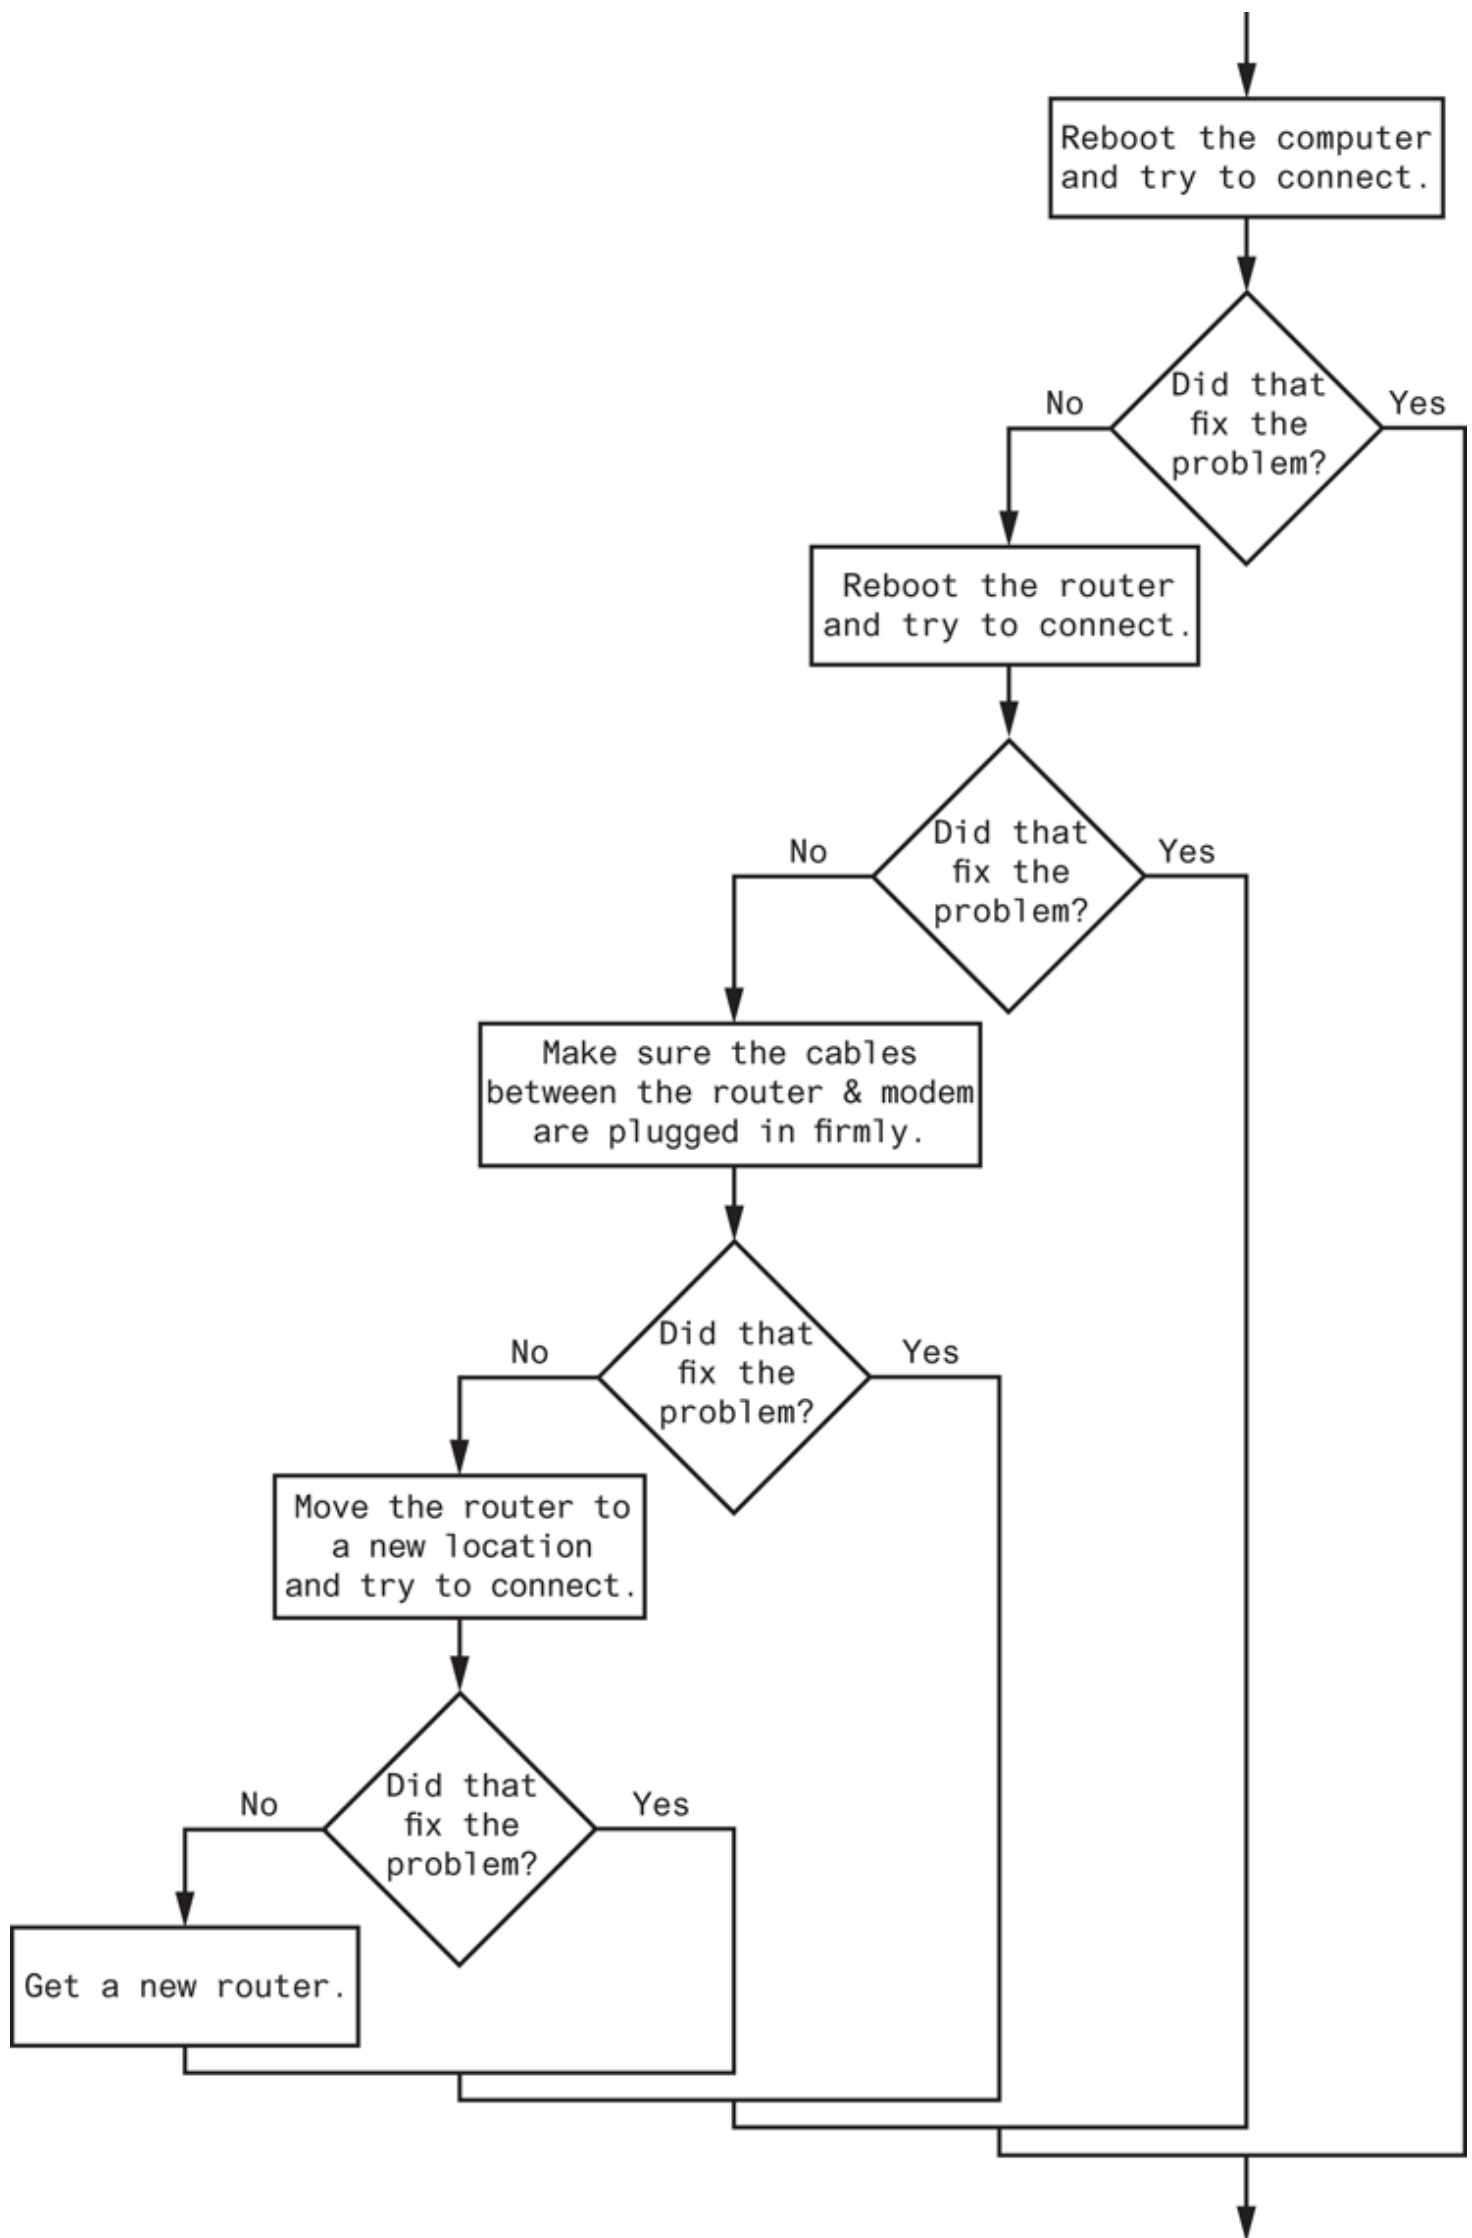 Reboot the computer
and try to connect.
Did that
fix the
problem?
No
Yes
Reboot the router
and try to connect.
Did that
fix the
problem?
No
Yes
Make sure the cables
between the router & modem
are plugged in firmly.
Did that
fix the
problem?
No
Yes
Move the router to
a new location
and try to connect.
Did that
fix the
problem?
No
Yes
Get a new router.